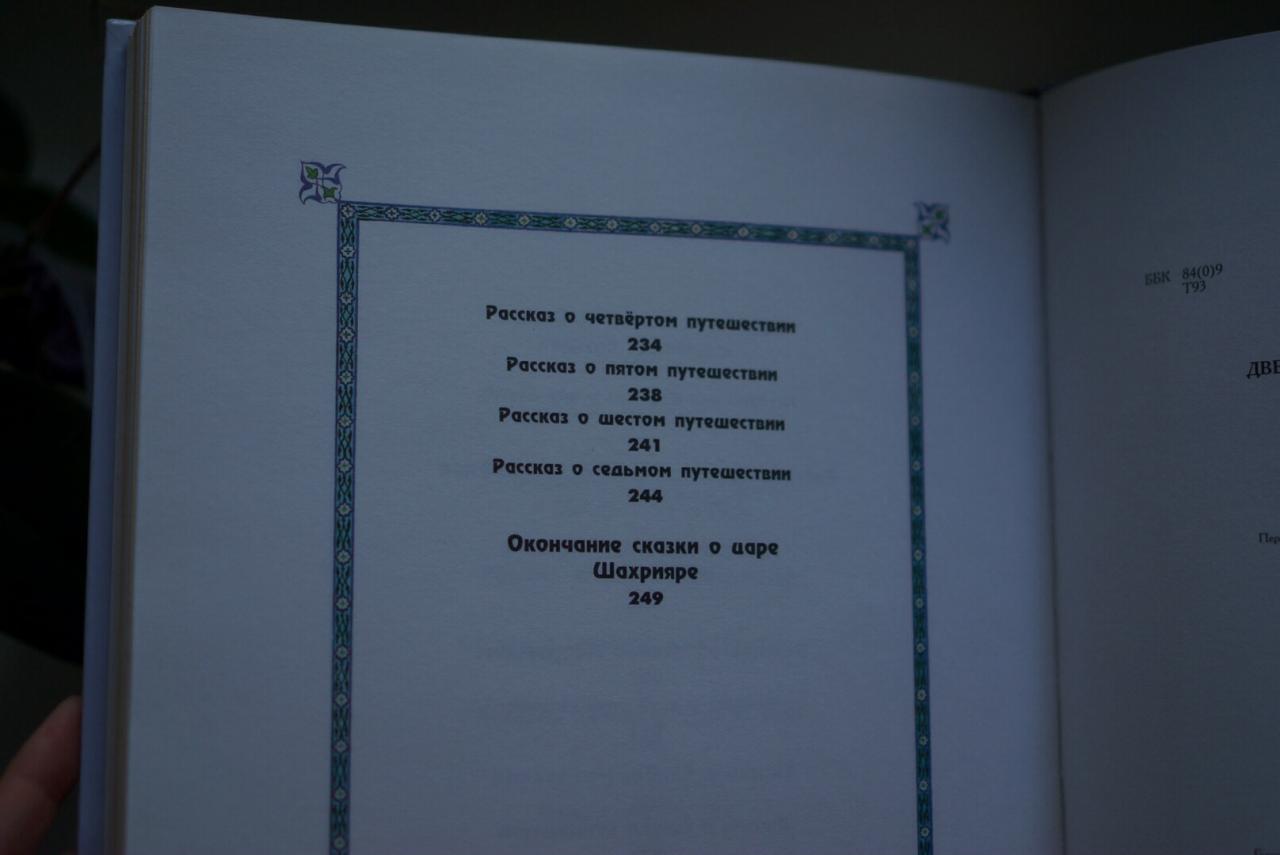 Рассказ о четвёртом путешествии
234
Рассказ о пятом путешествии
238
Рассказ о шестом путешествии
241
Рассказ о седьмом путешествии
244
Окончание сказки о царе
Шахрияре
249
ББК 84(0)9
Т93